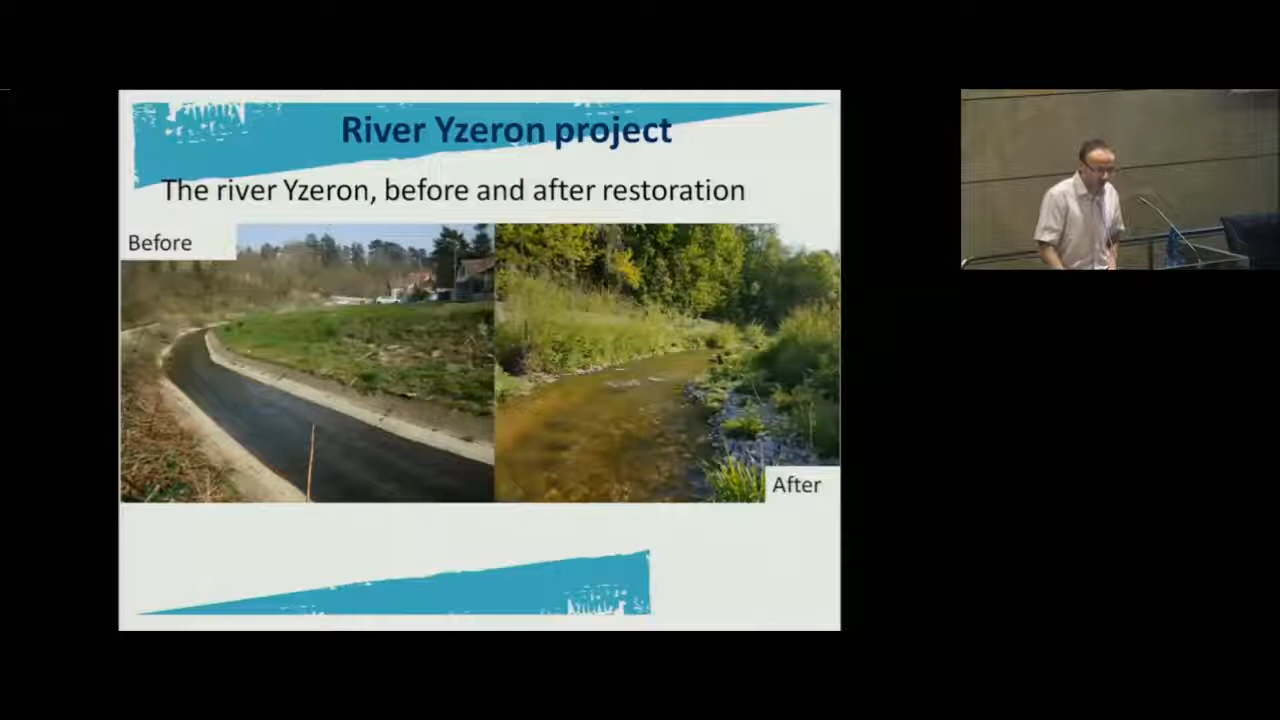 River Yzeron project
The river Yzeron, before and after restoration
Before
After